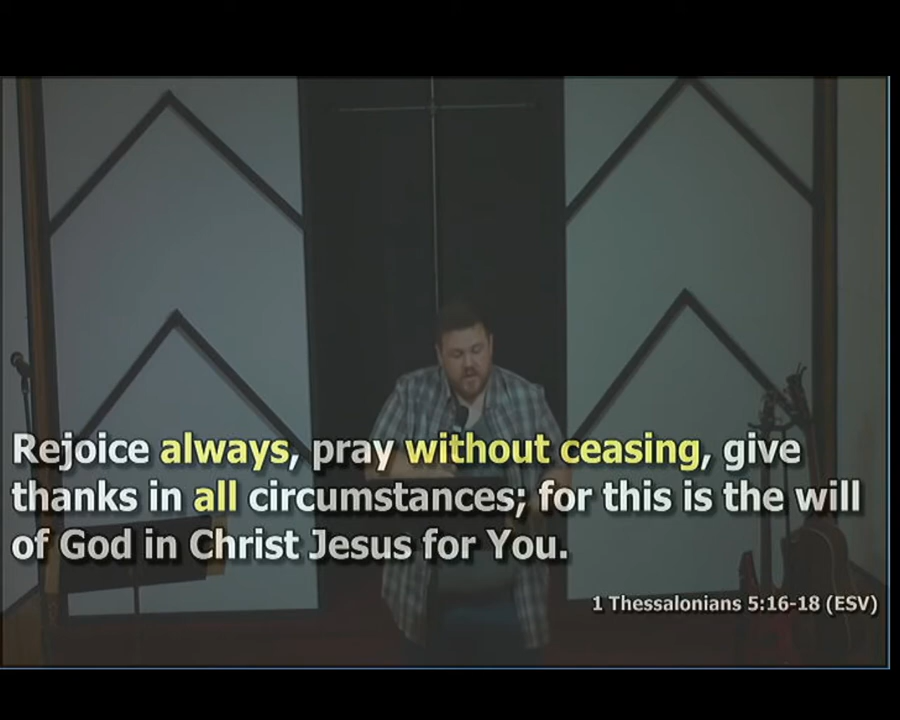 Rejoice always, pray without ceasing, give
thanks in all circumstances; for this is the will
of God in Christ Jesus for You.
1 Thessalonians 5:16-18 (ESV)